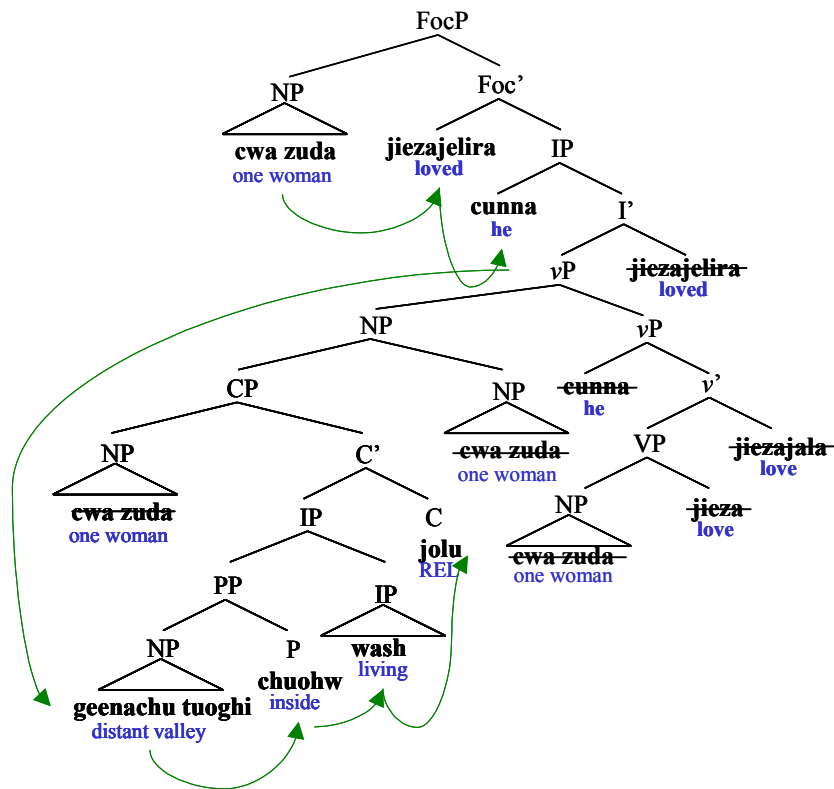 FocP
NP Foc’
cwa zuda jiezajelira IP
one woman loved
cunna I’
he
vP jiezajelira
loved
NP vP
CP NP cunna v’
he
NP C’ cwa zuda VP jiezajala
one woman love
cwa zuda IP C NP jieza
one woman love
jolu cwa zuda
REL one woman
PP IP
NP P wash
living
geenachu tuoghi chuohw
distant valley inside